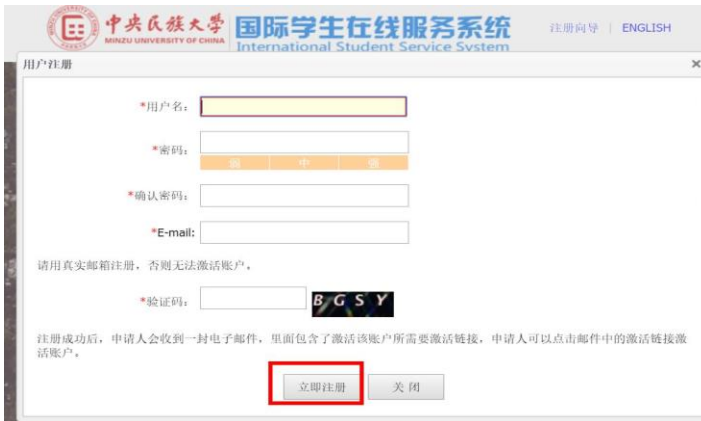 中央民族大学
MINZU UNIVERSITY OF CHINA
国际学生在线服务系统
International Student Service System
注册向导 | ENGLISH
用户注册 ×
*用户名:
*密码:
弱 中 强
*确认密码:
*E-mail:
请用真实邮箱注册,否则无法激活账户。
*验证码: BGSY
注册成功后,申请人会收到一封电子邮件,里面包含了激活该账户所需要激活链接,申请人可以点击邮件中的激活链接激
活账户。
立即注册 关闭